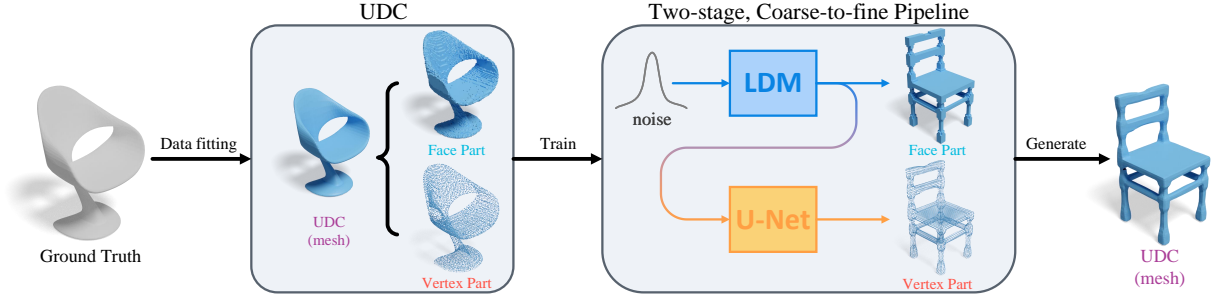 UDC
Two-stage, Coarse-to-fine Pipeline
Ground Truth
Data fitting
UDC
(mesh)
Face Part
Vertex Part
Train
noise
LDM
U-Net
Face Part
Vertex Part
Generate
UDC
(mesh)